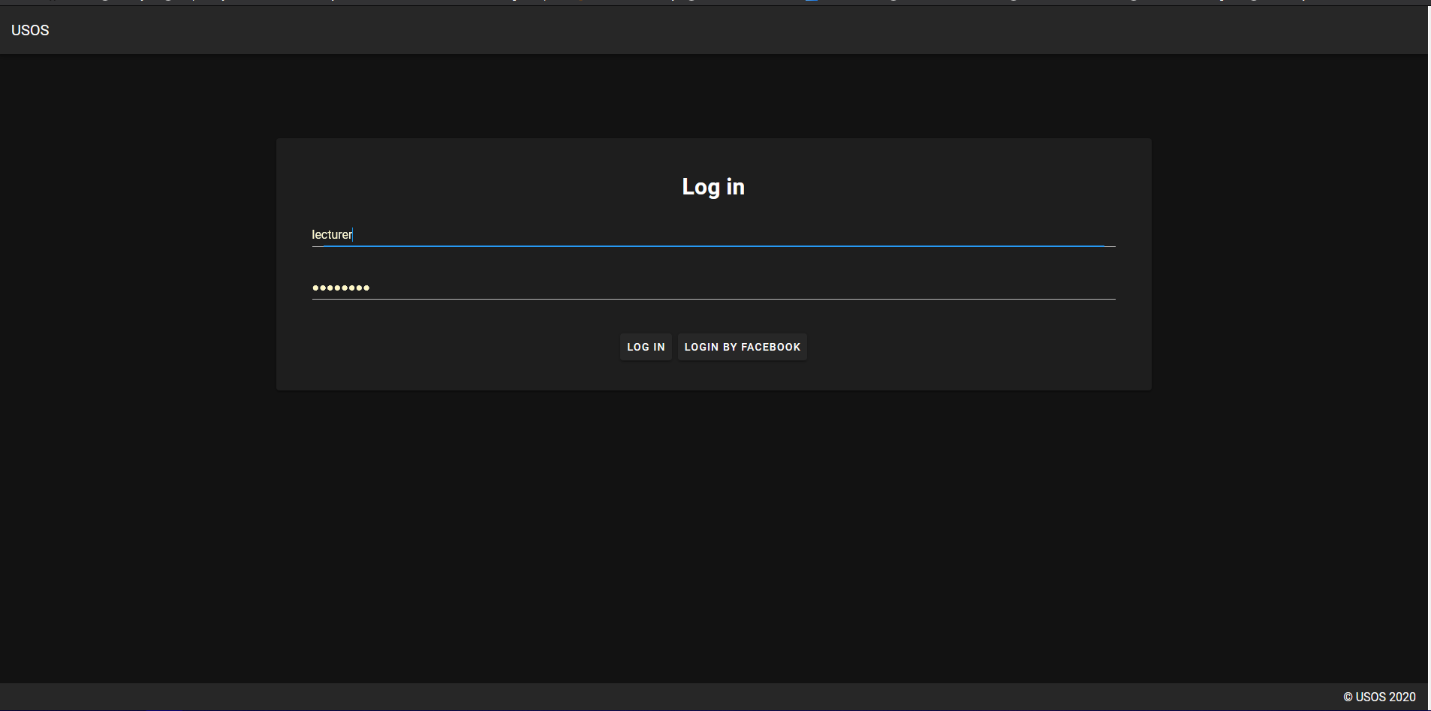 USOS
Log in
lecturer
••••••••
LOG IN LOGIN BY FACEBOOK
© USOS 2020